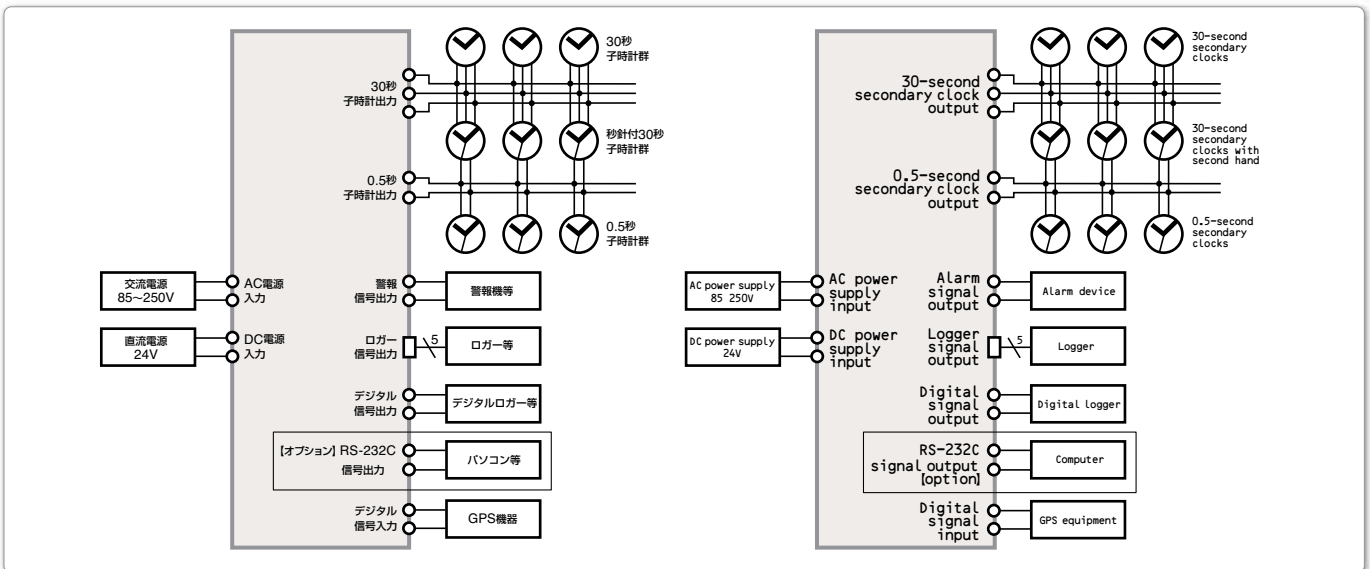 30秒
子時計群
30秒
子時計出力
秒針付30秒
子時計群
0.5秒
子時計出力
0.5秒
子時計群
交流電源
85~250V
AC電源
入力
警報
信号出力
警報機等
直流電源
24V
DC電源
入力
ロガー
信号出力
5
ロガー等
デジタル
信号出力
デジタルロガー等
【オプション】RS-232C
信号出力
パソコン等
デジタル
信号入力
GPS機器
30-second
secondary
clocks
30-second
secondary clock
output
30-second
secondary
clocks with
second hand
0.5-second
secondary clock
output
0.5-second
secondary
clocks
AC power supply
85 250V
AC power
supply
input
Alarm
signal
output
Alarm device
DC power supply
24V
DC power
supply
input
Logger
signal
output
5
Logger
Digital
signal
output
Digital logger
RS-232C
signal output
[option]
Computer
Digital
signal
input
GPS equipment